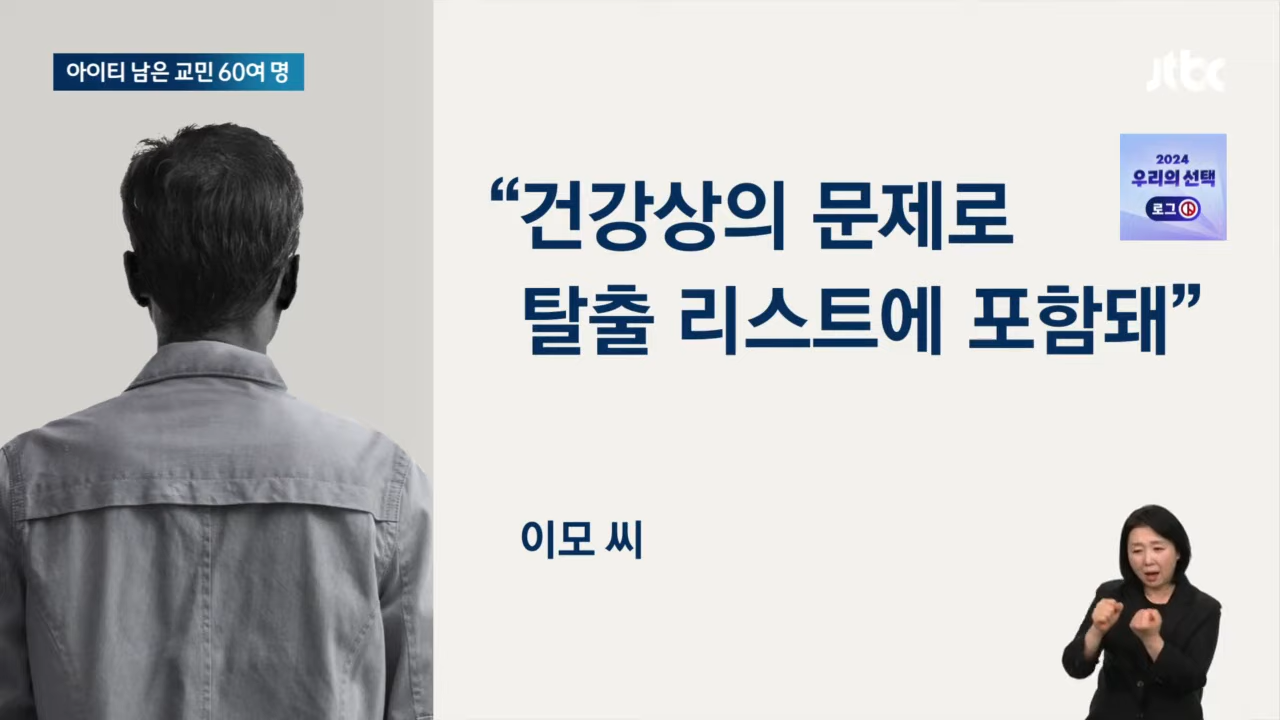 아이티 남은 교민 60여 명
jtbc
2024
우리의 선택
로그
“건강상의 문제로
탈출 리스트에 포함돼”
이모 씨